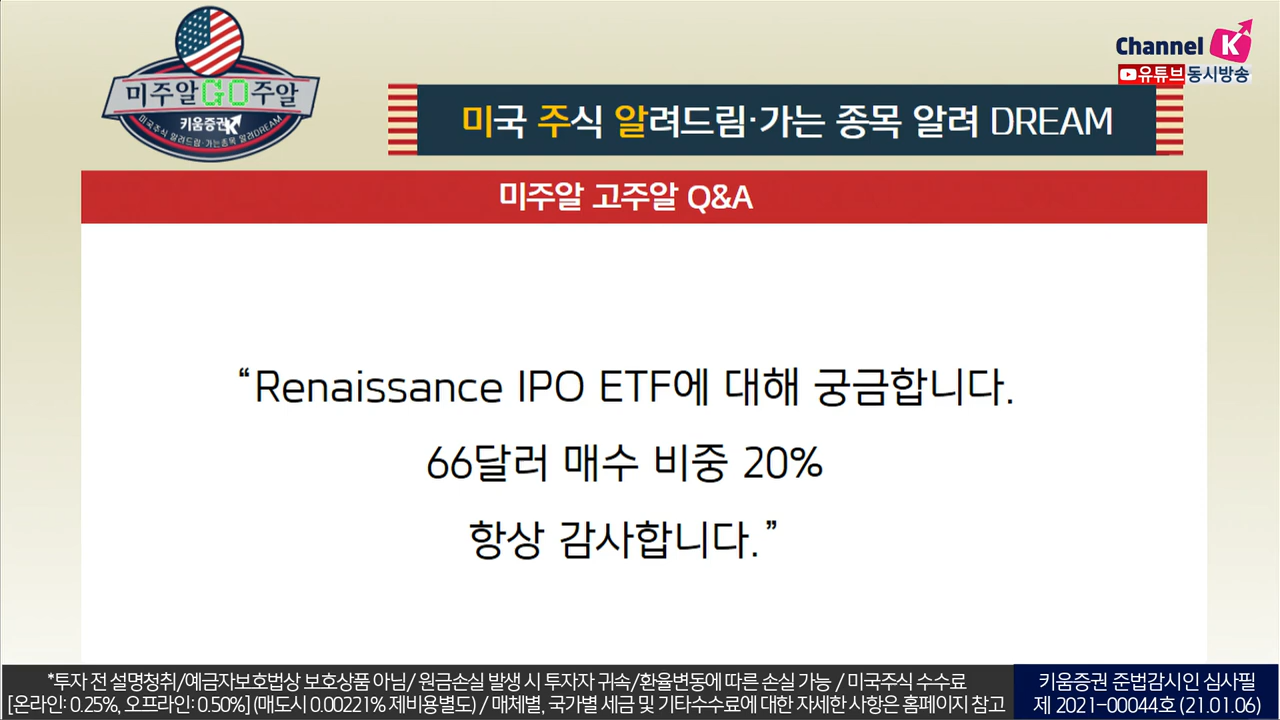 미주알GO주알
키움증권
미국주식 알려드림·가는종목 알려DREAM
Channel K
유튜브동시방송
미국 주식 알려드림·가는 종목 알려 DREAM
미주알 고주알 Q&A
“Renaissance IPO ETF에 대해 궁금합니다.
66달러 매수 비중 20%
항상 감사합니다.”
*투자 전 설명청취/예금자보호법상 보호상품 아님/ 원금손실 발생 시 투자자 귀속/환율변동에 따른 손실 가능 / 미국주식 수수료
[온라인: 0.25%, 오프라인: 0.50%] (매도시 0.00221% 제비용별도) / 매체별, 국가별 세금 및 기타수수료에 대한 자세한 사항은 홈페이지 참고
키움증권 준법감시인 심사필
제 2021-00044호 (21.01.06)